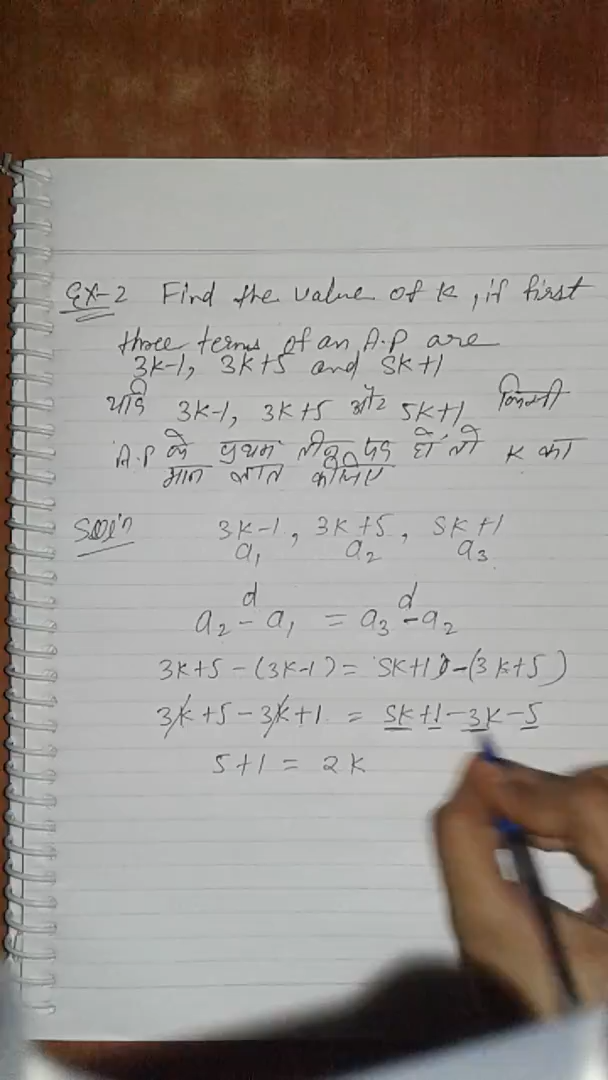 Ex-2 Find the value of K, if first
three terms of an A.P are
3K-1, 3K+5 and 5K+1
यदि 3K-1, 3K+5 और 5K+1 किसी
A.P के प्रथम तीन पद हों तो K का
मान ज्ञात कीजिए
Sol'n 3K-1, 3K+5, 5K+1
a₁ a₂ a₃
d d
a₂ - a₁ = a₃ - a₂
3K+5-(3K-1) = 5K+1)-(3K+5)
3K+5-3K+1 = 5K+1-3K-5
5+1 = 2K